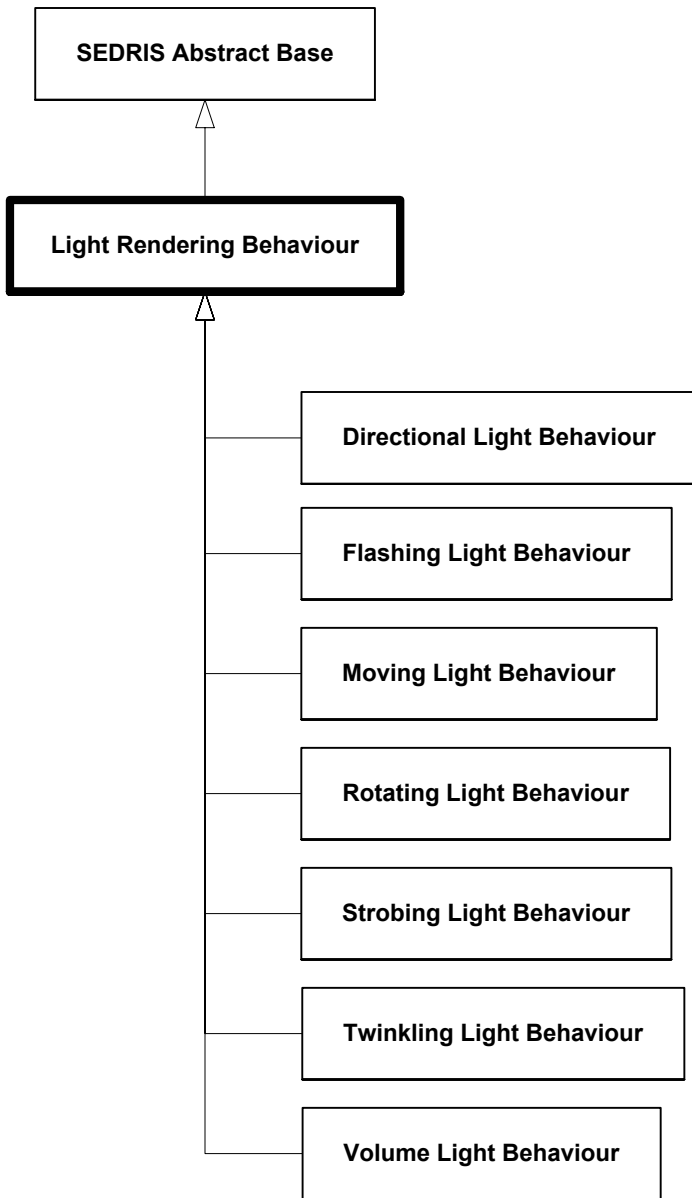 SEDRIS Abstract Base
Light Rendering Behaviour
Directional Light Behaviour
Flashing Light Behaviour
Moving Light Behaviour
Rotating Light Behaviour
Strobing Light Behaviour
Twinkling Light Behaviour
Volume Light Behaviour